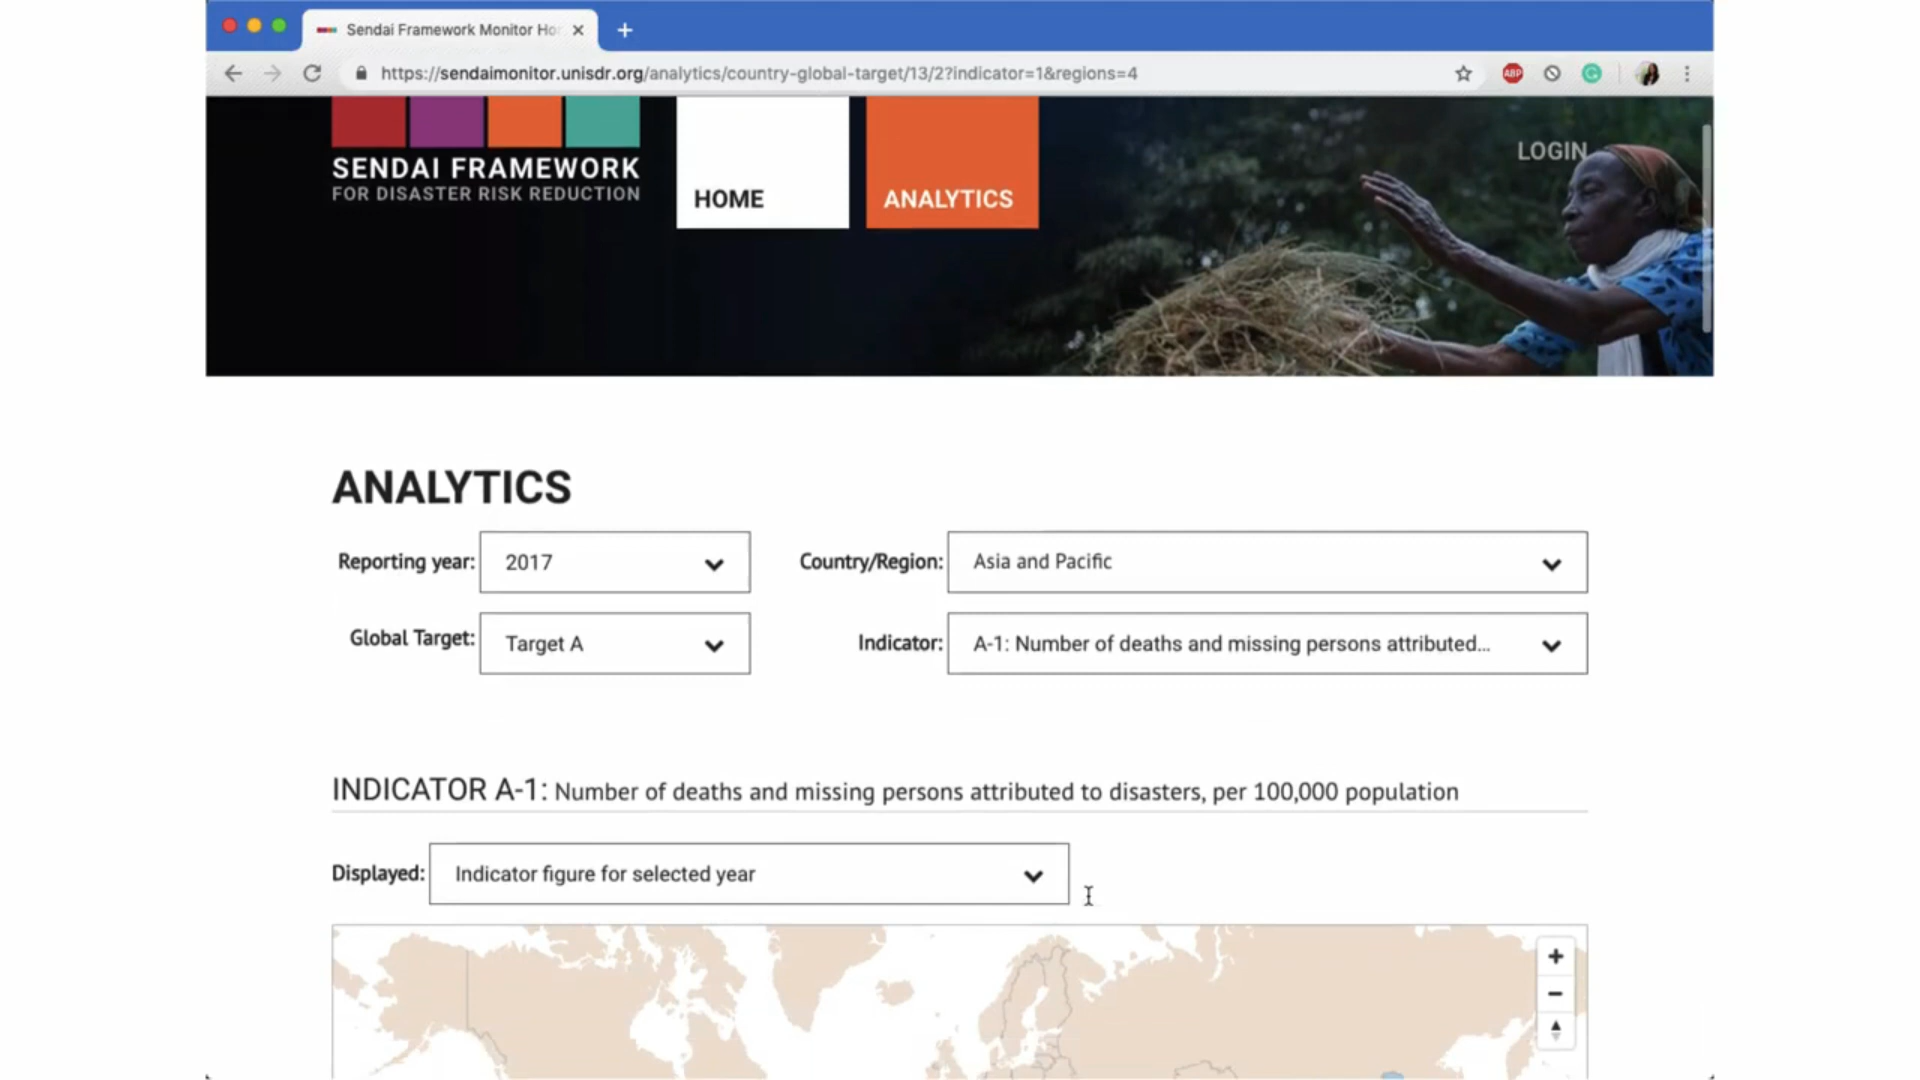 Sendai Framework Monitor Ho
https://sendaimonitor.unisdr.org/analytics/country-global-target/13/2?indicator=1&regions=4
ABP
SENDAI FRAMEWORK
FOR DISASTER RISK REDUCTION
HOME
ANALYTICS
LOGIN
ANALYTICS
Reporting year: 2017
Country/Region: Asia and Pacific
Global Target: Target A
Indicator: A-1: Number of deaths and missing persons attributed...
INDICATOR A-1: Number of deaths and missing persons attributed to disasters, per 100,000 population
Displayed: Indicator figure for selected year